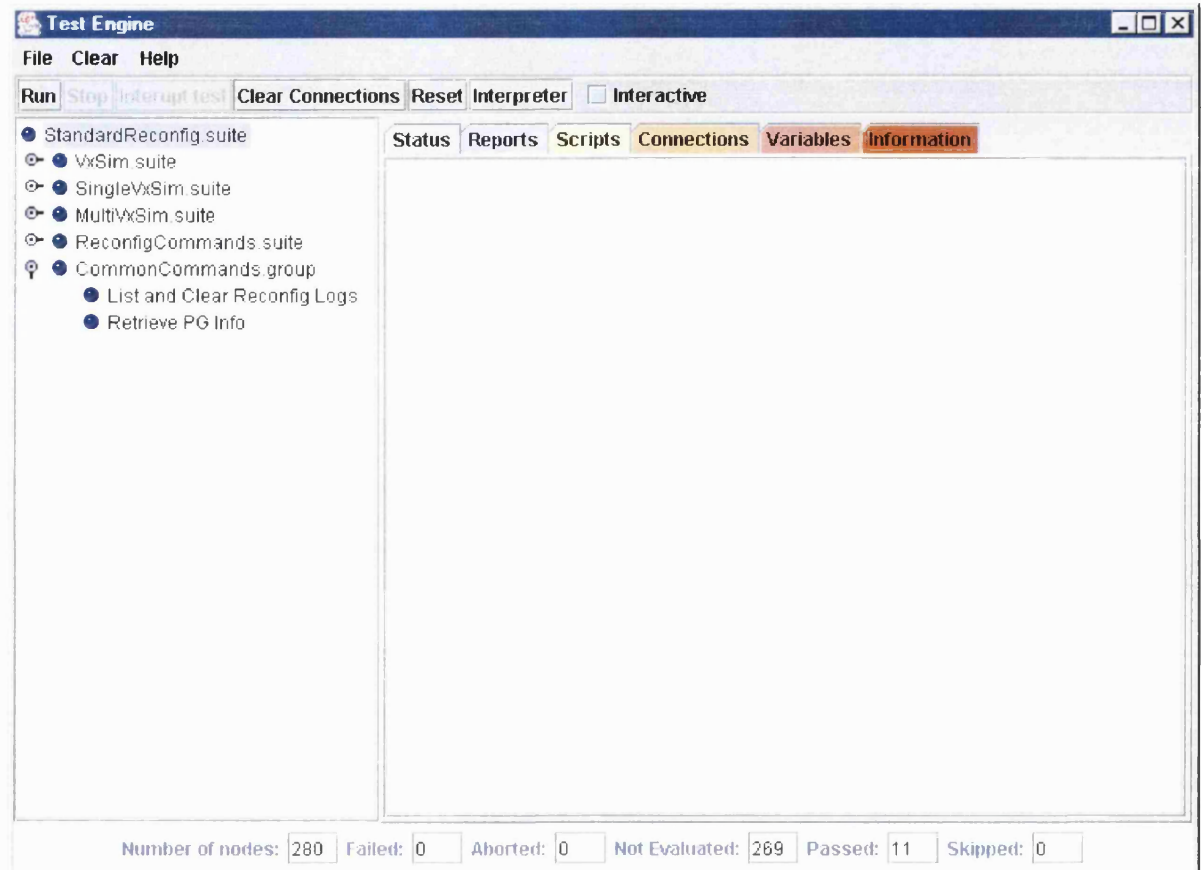 Test Engine
File Clear Help
Run Stop Interupt test Clear Connections Reset Interpreter Interactive
StandardReconfig.suite
VxSim.suite
SingleVxSim.suite
MultiVxSim.suite
ReconfigCommands.suite
CommonCommands.group
List and Clear Reconfig Logs
Retrieve PG Info
Status Reports Scripts Connections Variables Information
Number of nodes: 280 Failed: 0 Aborted: 0 Not Evaluated: 269 Passed: 11 Skipped: 0